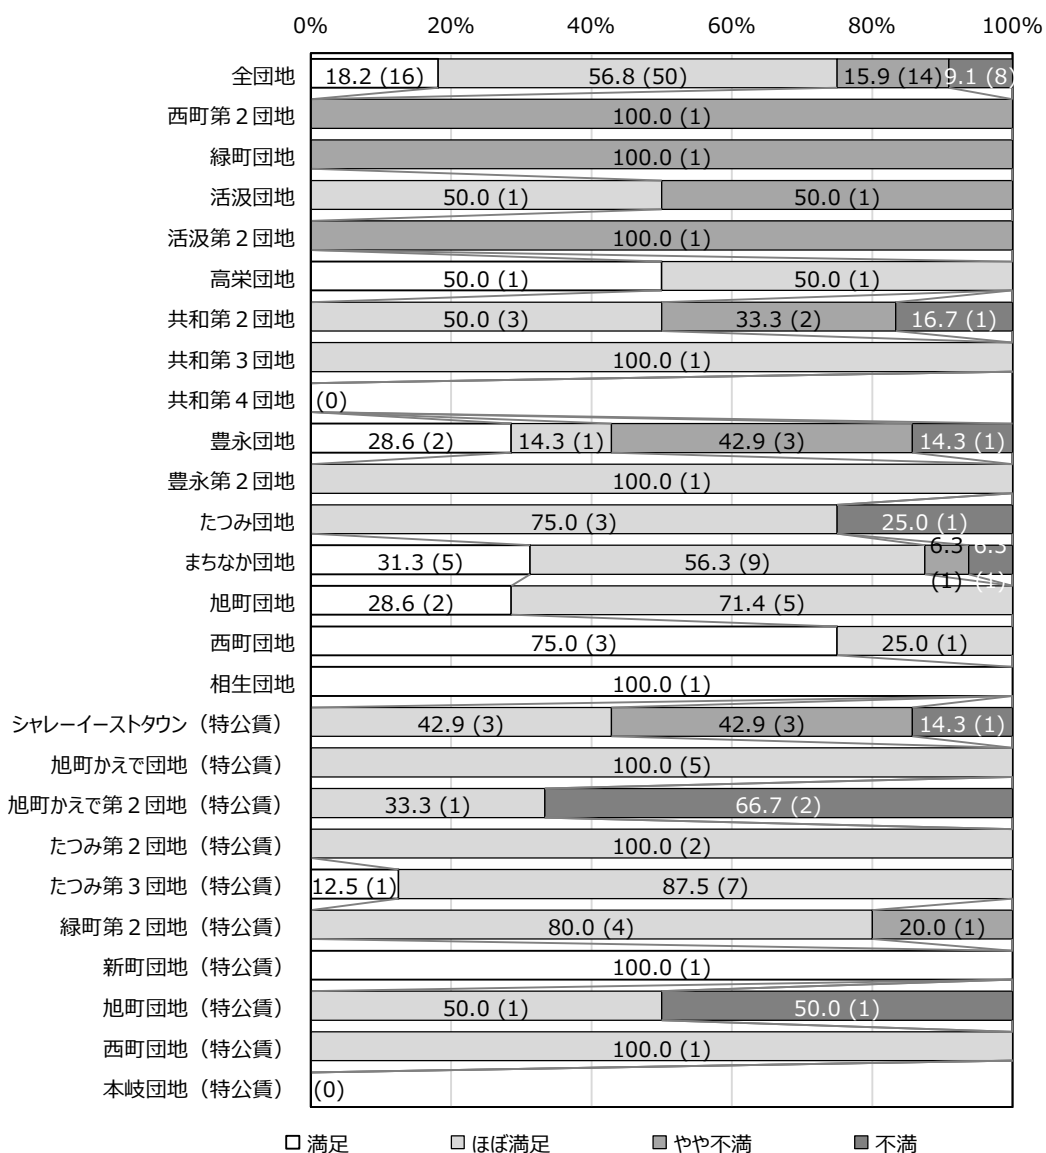 0% 20% 40% 60% 80% 100%
全団地 18.2 (16) 56.8 (50) 15.9 (14) 9.1 (8)
西町第２団地 100.0 (1)
緑町団地 100.0 (1)
活汲団地 50.0 (1) 50.0 (1)
活汲第２団地 100.0 (1)
高栄団地 50.0 (1) 50.0 (1)
共和第２団地 50.0 (3) 33.3 (2) 16.7 (1)
共和第３団地 100.0 (1)
共和第４団地 (0)
豊永団地 28.6 (2) 14.3 (1) 42.9 (3) 14.3 (1)
豊永第２団地 100.0 (1)
たつみ団地 75.0 (3) 25.0 (1)
まちなか団地 31.3 (5) 56.3 (9) 6.3 (1) 6.3 (1)
旭町団地 28.6 (2) 71.4 (5)
西町団地 75.0 (3) 25.0 (1)
相生団地 100.0 (1)
シャレーイーストタウン（特公賃） 42.9 (3) 42.9 (3) 14.3 (1)
旭町かえで団地（特公賃） 100.0 (5)
旭町かえで第２団地（特公賃） 33.3 (1) 66.7 (2)
たつみ第２団地（特公賃） 100.0 (2)
たつみ第３団地（特公賃） 12.5 (1) 87.5 (7)
緑町第２団地（特公賃） 80.0 (4) 20.0 (1)
新町団地（特公賃） 100.0 (1)
旭町団地（特公賃） 50.0 (1) 50.0 (1)
西町団地（特公賃） 100.0 (1)
本岐団地（特公賃） (0)
満足 ほぼ満足 やや不満 不満